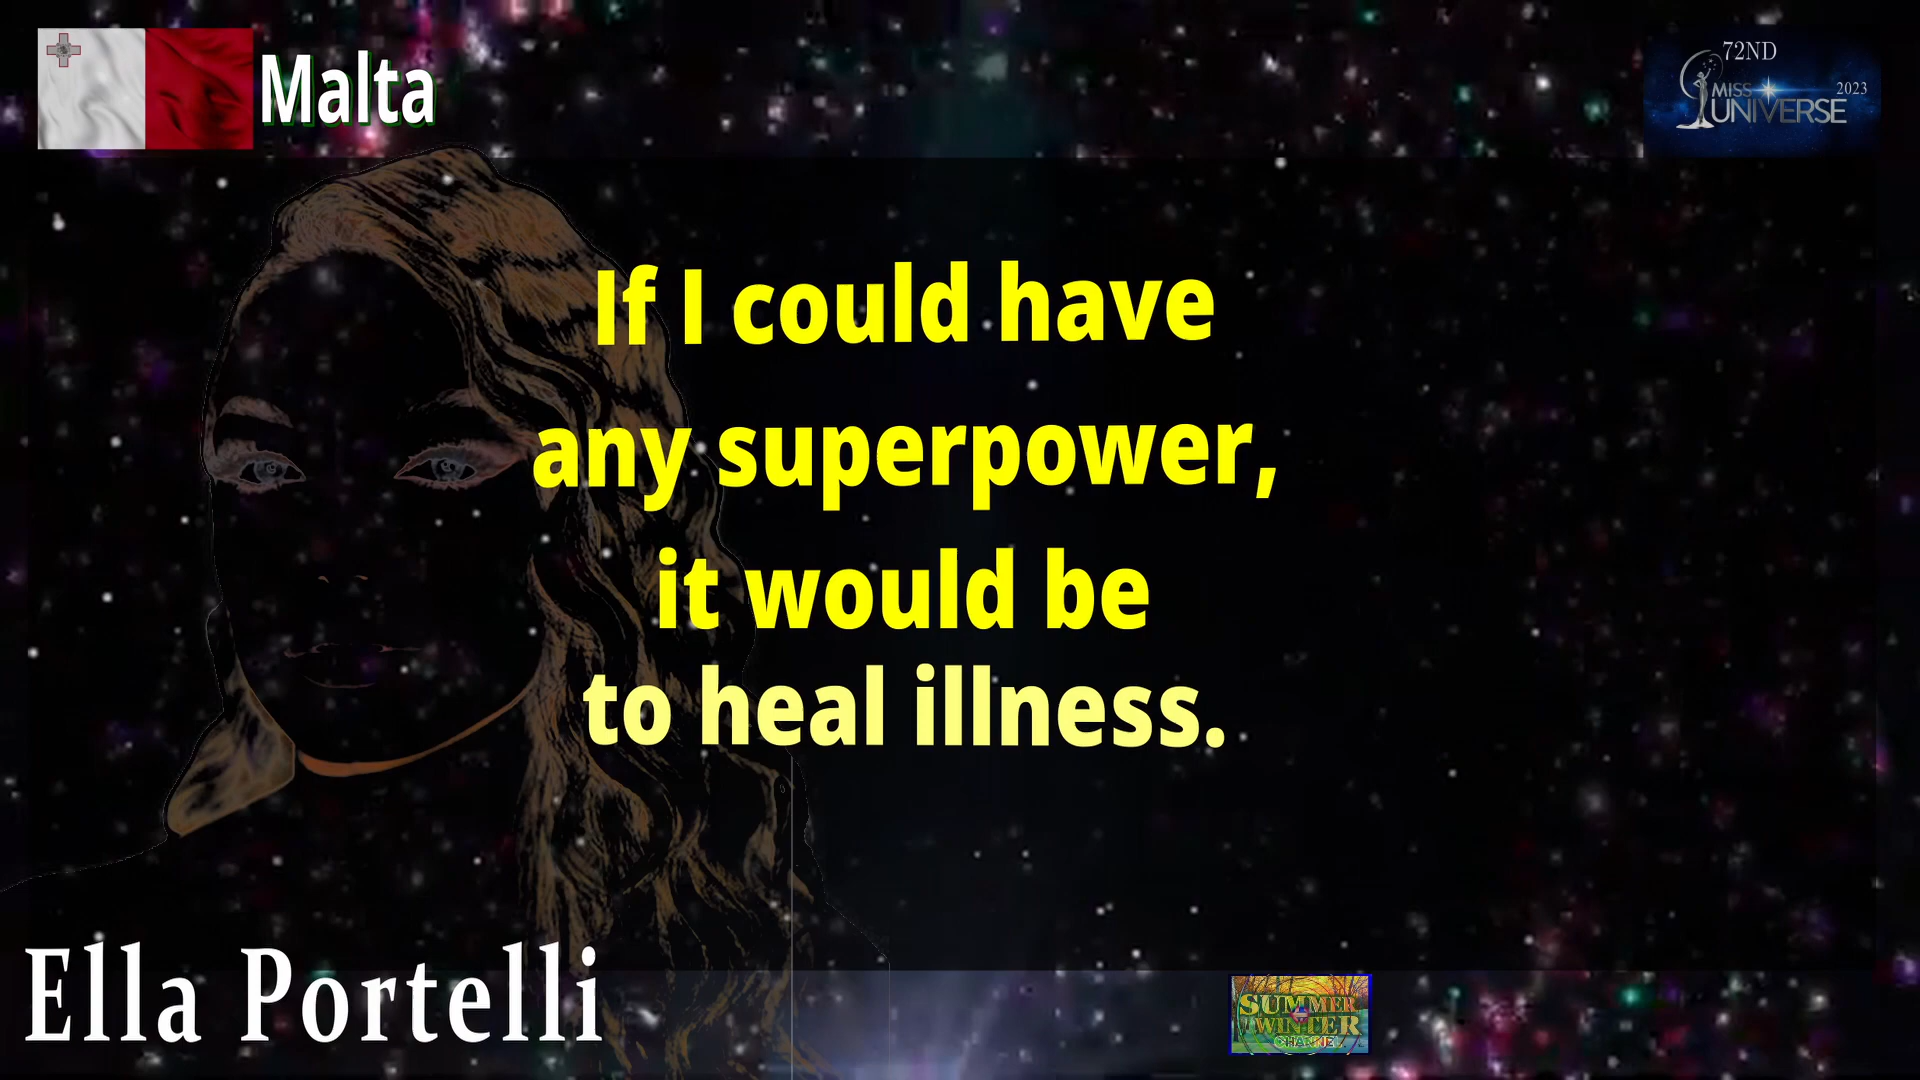 Malta
72ND
MISS
2023
UNIVERSE
If I could have
any superpower,
it would be
to heal illness.
Ella Portelli
SUMMER
WINTER
CHANNEL